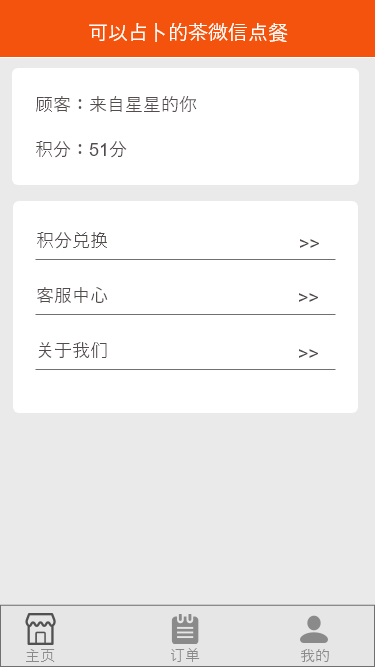 可以占卜的茶微信点餐
顾客：来自星星的你
积分：51分
积分兑换 >>
客服中心 >>
关于我们 >>
主页 订单 我的